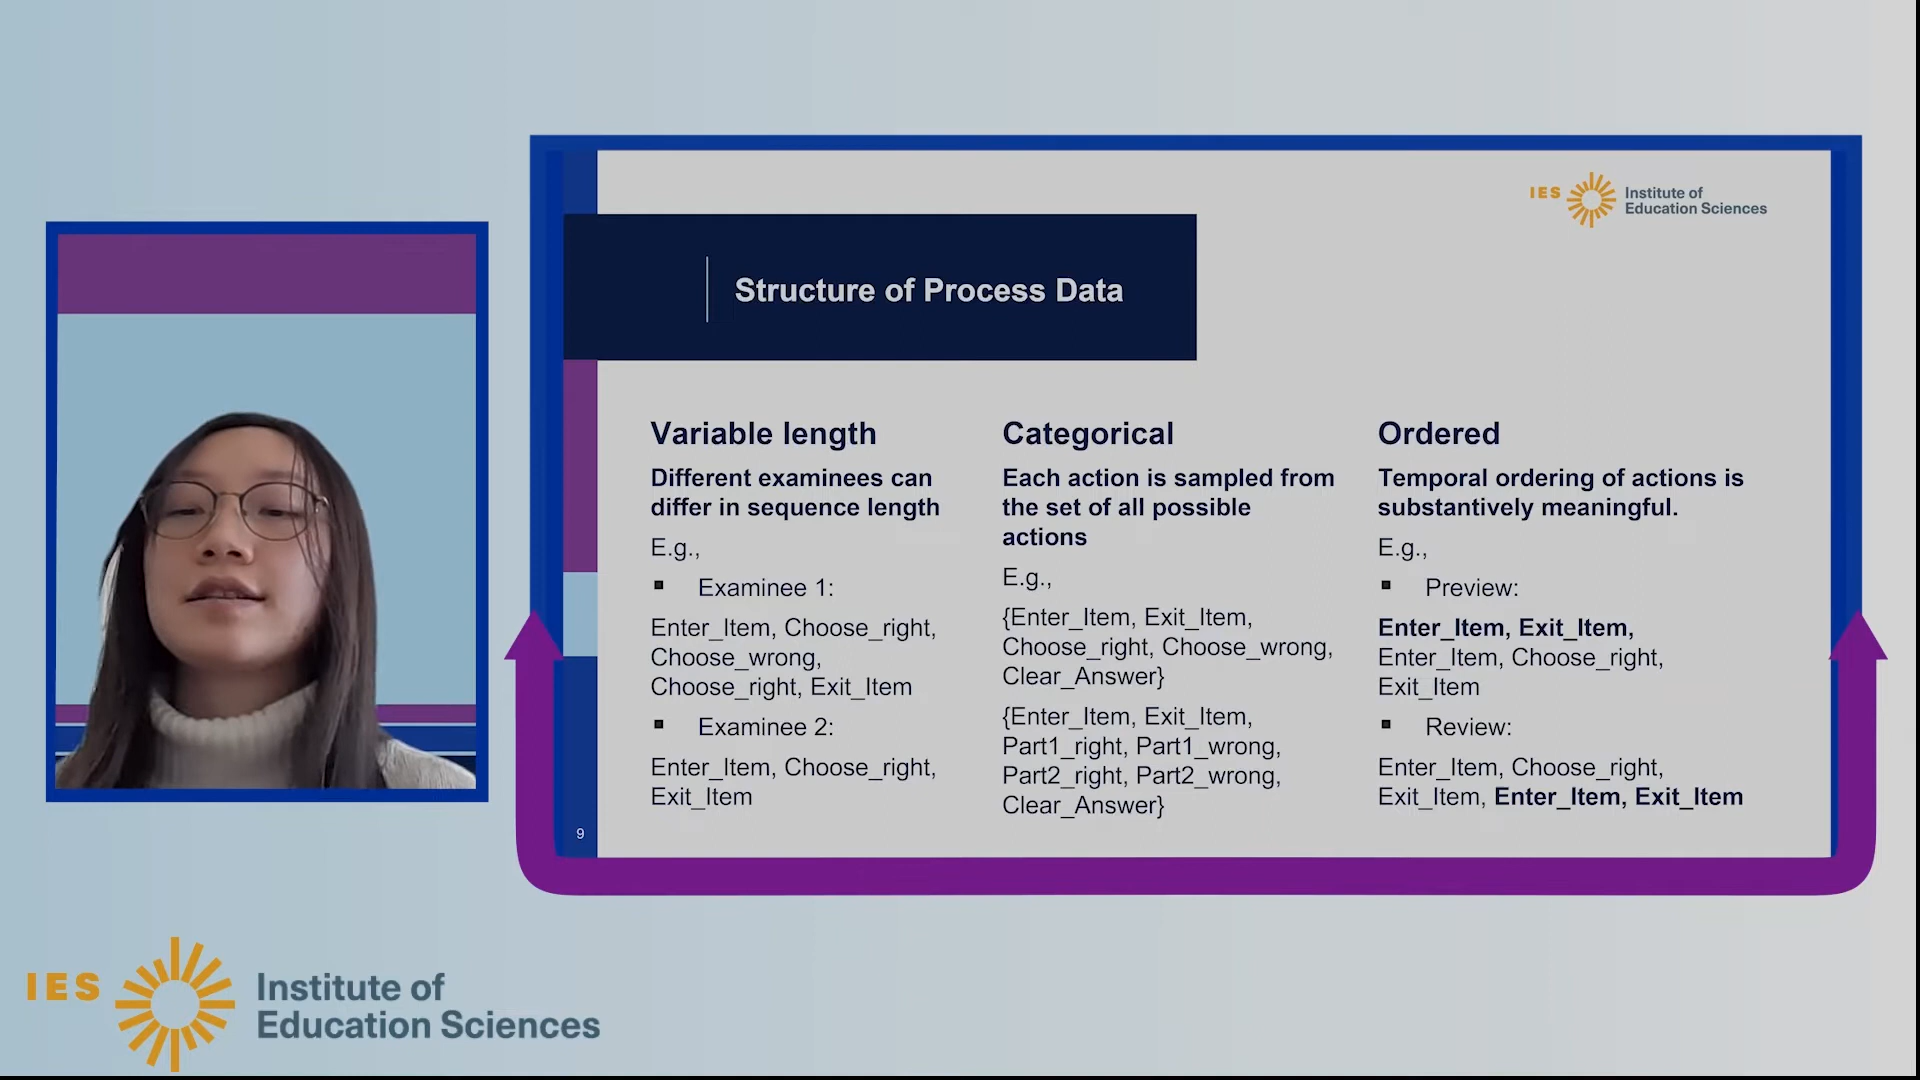 IES Institute of
Education Sciences
Structure of Process Data
Variable length
Different examinees can
differ in sequence length
E.g.,
▪ Examinee 1:
Enter_Item, Choose_right,
Choose_wrong,
Choose_right, Exit_Item
▪ Examinee 2:
Enter_Item, Choose_right,
Exit_Item
Categorical
Each action is sampled from
the set of all possible
actions
E.g.,
{Enter_Item, Exit_Item,
Choose_right, Choose_wrong,
Clear_Answer}
{Enter_Item, Exit_Item,
Part1_right, Part1_wrong,
Part2_right, Part2_wrong,
Clear_Answer}
Ordered
Temporal ordering of actions is
substantively meaningful.
E.g.,
▪ Preview:
Enter_Item, Exit_Item,
Enter_Item, Choose_right,
Exit_Item
▪ Review:
Enter_Item, Choose_right,
Exit_Item, Enter_Item, Exit_Item
9
IES Institute of
Education Sciences